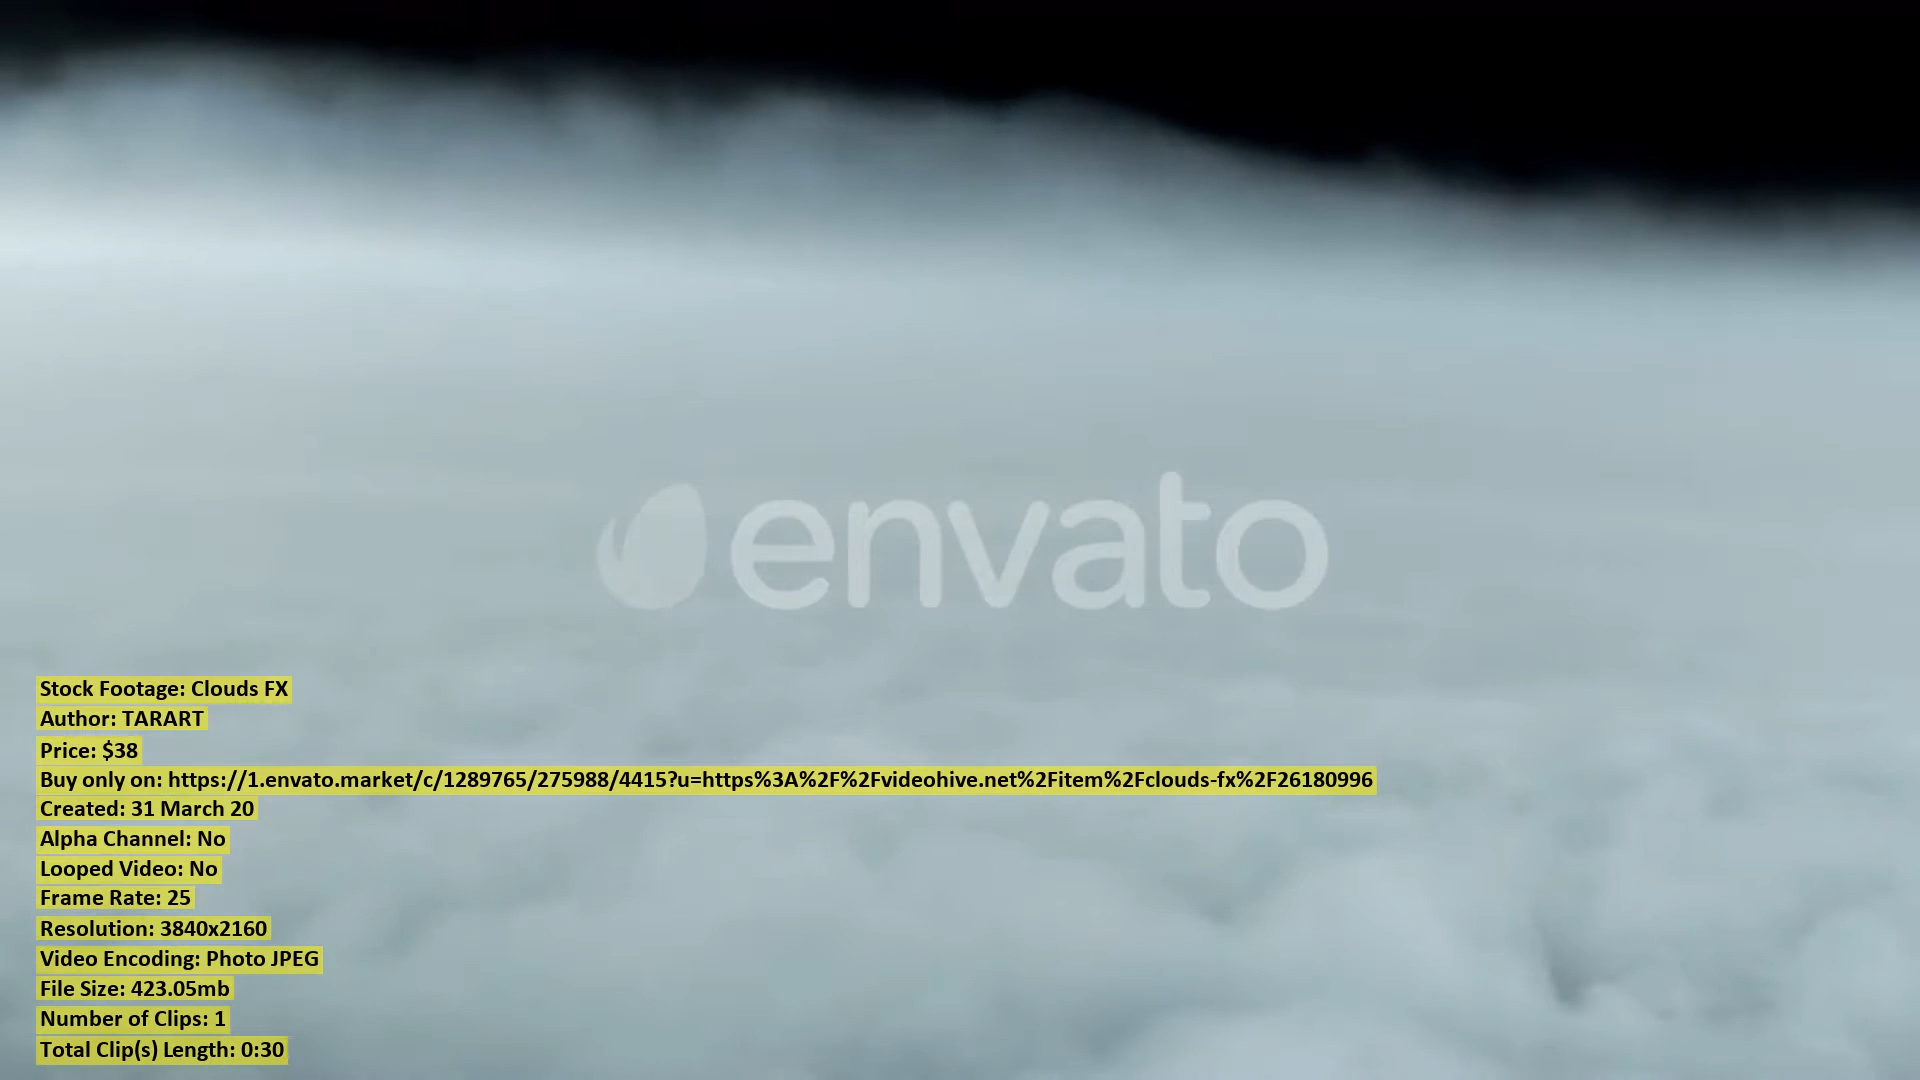 envato
Stock Footage: Clouds FX
Author: TARART
Price: $38
Buy only on: https://1.envato.market/c/1289765/275988/4415?u=https%3A%2F%2Fvideohive.net%2Fitem%2Fclouds-fx%2F26180996
Created: 31 March 20
Alpha Channel: No
Looped Video: No
Frame Rate: 25
Resolution: 3840x2160
Video Encoding: Photo JPEG
File Size: 423.05mb
Number of Clips: 1
Total Clip(s) Length: 0:30